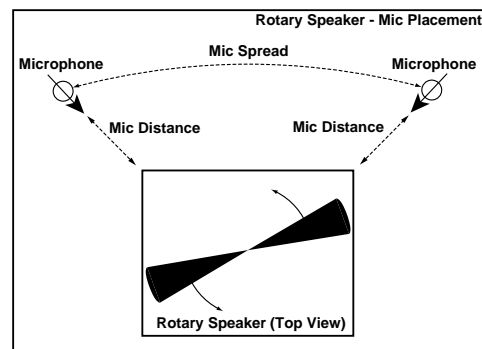 Rotary Speaker - Mic Placement
Mic Spread
Microphone
Microphone
Mic Distance
Mic Distance
Rotary Speaker (Top View)